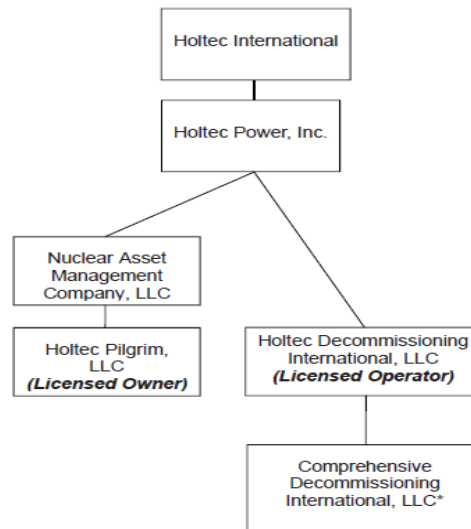 Holtec International
Holtec Power, Inc.
Nuclear Asset
Management
Company, LLC
Holtec Pilgrim,
LLC
(Licensed Owner)
Holtec Decommissioning
International, LLC
(Licensed Operator)
Comprehensive
Decommissioning
International, LLC*